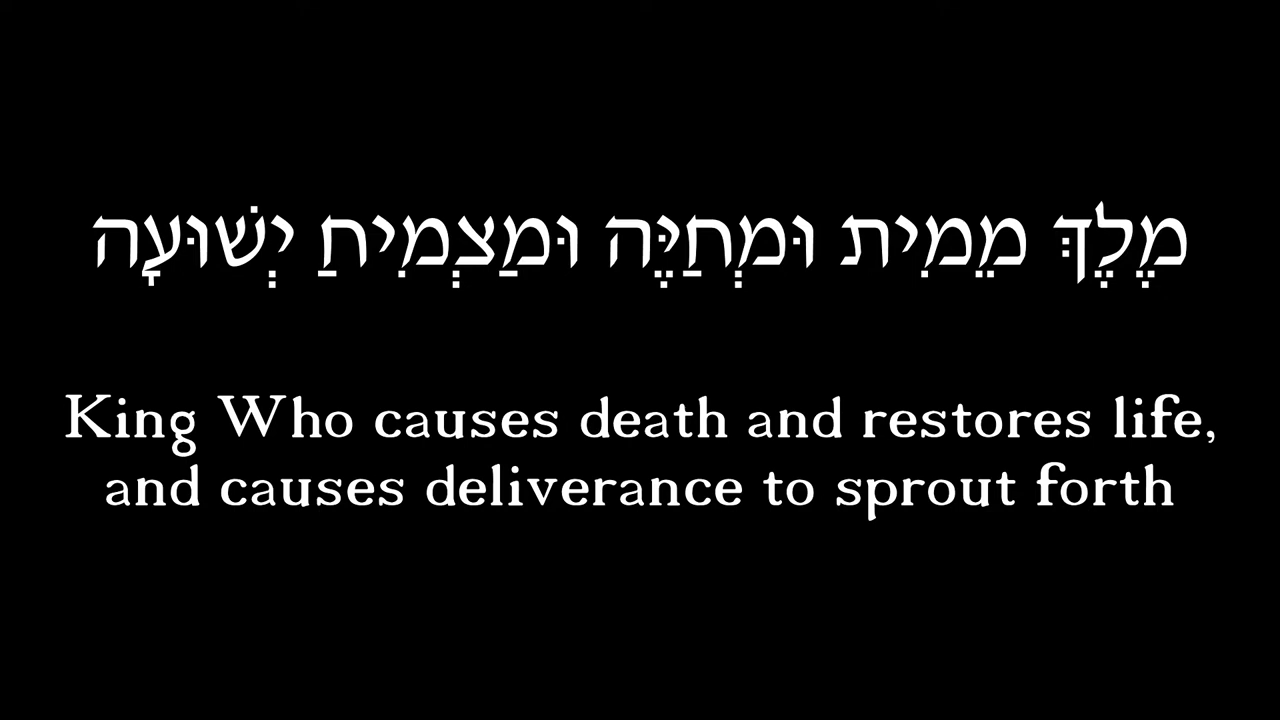 מֶלֶךְ מֵמִית וּמְחַיֶּה וּמַצְמִיחַ יְשׁוּעָה
King Who causes death and restores life,
and causes deliverance to sprout forth